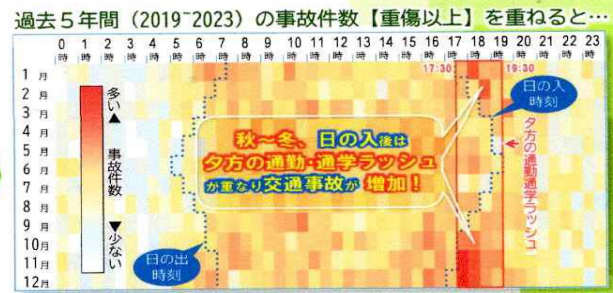 過去5年間（2019~2023）の事故件数【重傷以上】を重ねると…
0時 1時 2時 3時 4時 5時 6時 7時 8時 9時 10時 11時 12時 13時 14時 15時 16時 17時 18時 19時 20時 21時 22時 23時
17:30 19:30
1月
2月
3月
4月
5月
6月
7月
8月
9月
10月
11月
12月
多い▲
事故件数
▼少ない
秋～冬、日の入後は
夕方の通勤・通学ラッシュ
が重なり交通事故が増加！
日の入
時刻
夕方の通勤通学ラッシュ
日の出
時刻